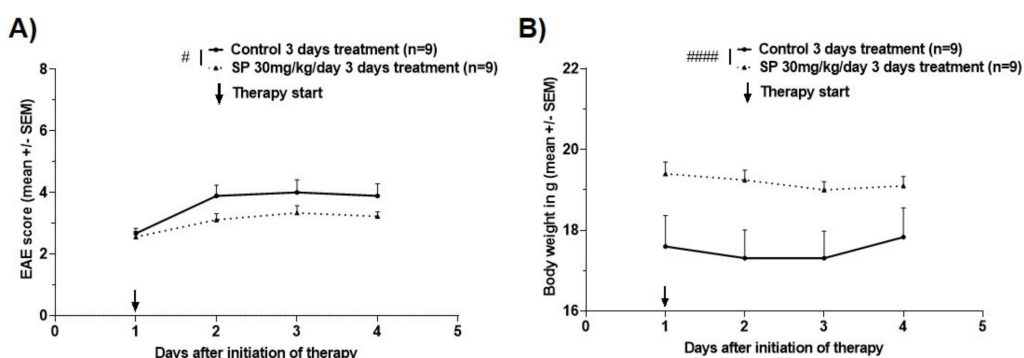 A)
# Control 3 days treatment (n=9)
SP 30mg/kg/day 3 days treatment (n=9)
Therapy start
EAE score (mean +/- SEM)
8
6
4
2
0
0 1 2 3 4 5
Days after initiation of therapy
B)
#### Control 3 days treatment (n=9)
SP 30mg/kg/day 3 days treatment (n=9)
Therapy start
Body weight in g (mean +/- SEM)
22
20
18
16
0 1 2 3 4 5
Days after initiation of therapy